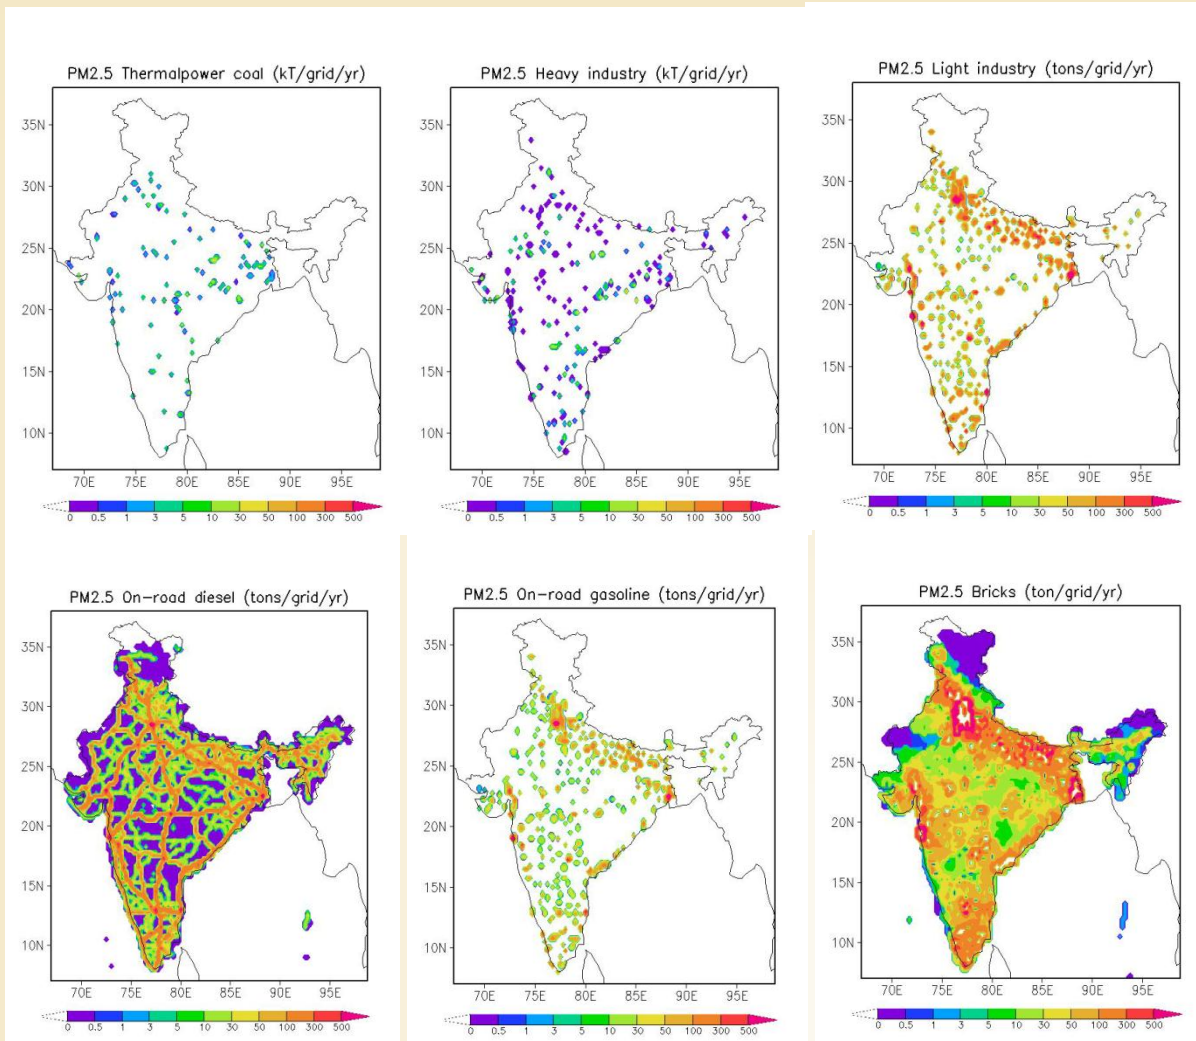 PM2.5 Thermalpower coal (kT/grid/yr)
35N
30N
25N
20N
15N
10N
70E 75E 80E 85E 90E 95E
0 0.5 1 3 5 10 30 50 100 300 500
PM2.5 Heavy industry (kT/grid/yr)
35N
30N
25N
20N
15N
10N
70E 75E 80E 85E 90E 95E
0 0.5 1 3 5 10 30 50 100 300 500
PM2.5 Light industry (tons/grid/yr)
35N
30N
25N
20N
15N
10N
70E 75E 80E 85E 90E 95E
0 0.5 1 3 5 10 30 50 100 300 500
PM2.5 On-road diesel (tons/grid/yr)
35N
30N
25N
20N
15N
10N
70E 75E 80E 85E 90E 95E
0 0.5 1 3 5 10 30 50 100 300 500
PM2.5 On-road gasoline (tons/grid/yr)
35N
30N
25N
20N
15N
10N
70E 75E 80E 85E 90E 95E
0 0.5 1 3 5 10 30 50 100 300 500
PM2.5 Bricks (ton/grid/yr)
35N
30N
25N
20N
15N
10N
70E 75E 80E 85E 90E 95E
0 0.5 1 3 5 10 30 50 100 300 500